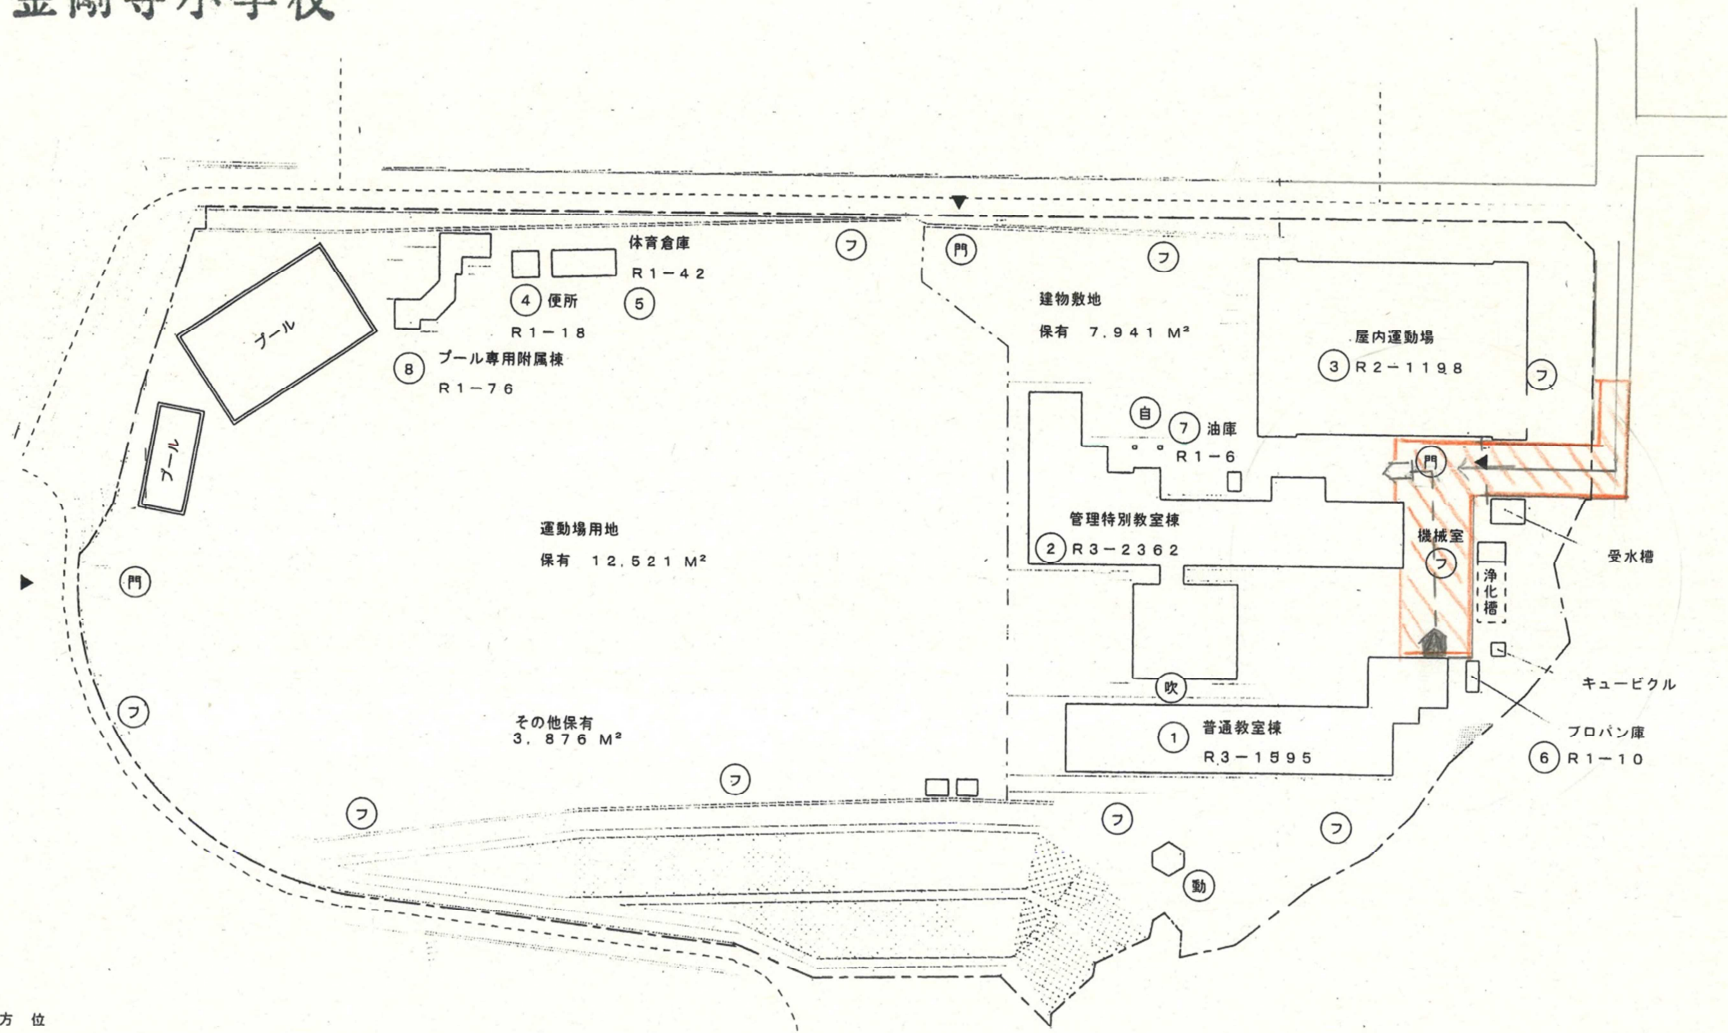 金剛寺小学校
体育倉庫
R1-42
⑤
④ 便所
R1-18
⑧ プール専用附属棟
R1-76
プール
プール
フ
門
フ
建物敷地
保有 7,941 M²
屋内運動場
③ R2-1198
フ
自
⑦ 油庫
R1-6
門
管理特別教室棟
② R3-2362
機械室
フ
受水槽
浄化槽
キュービクル
プロパン庫
⑥ R1-10
運動場用地
保有 12,521 M²
門
フ
その他保有
3,876 M²
吹
普通教室棟
① R3-1595
フ
フ
フ
フ
動
方 位